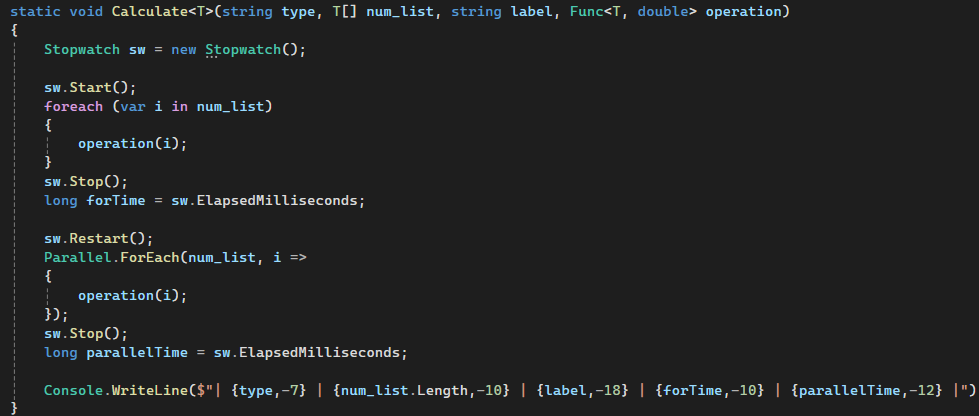 static void Calculate<T>(string type, T[] num_list, string label, Func<T, double> operation)
{
Stopwatch sw = new Stopwatch();
sw.Start();
foreach (var i in num_list)
{
operation(i);
}
sw.Stop();
long forTime = sw.ElapsedMilliseconds;
sw.Restart();
Parallel.ForEach(num_list, i =>
{
operation(i);
});
sw.Stop();
long parallelTime = sw.ElapsedMilliseconds;
Console.WriteLine($"| {type,-7} | {num_list.Length,-10} | {label,-18} | {forTime,-10} | {parallelTime,-12} |")
}